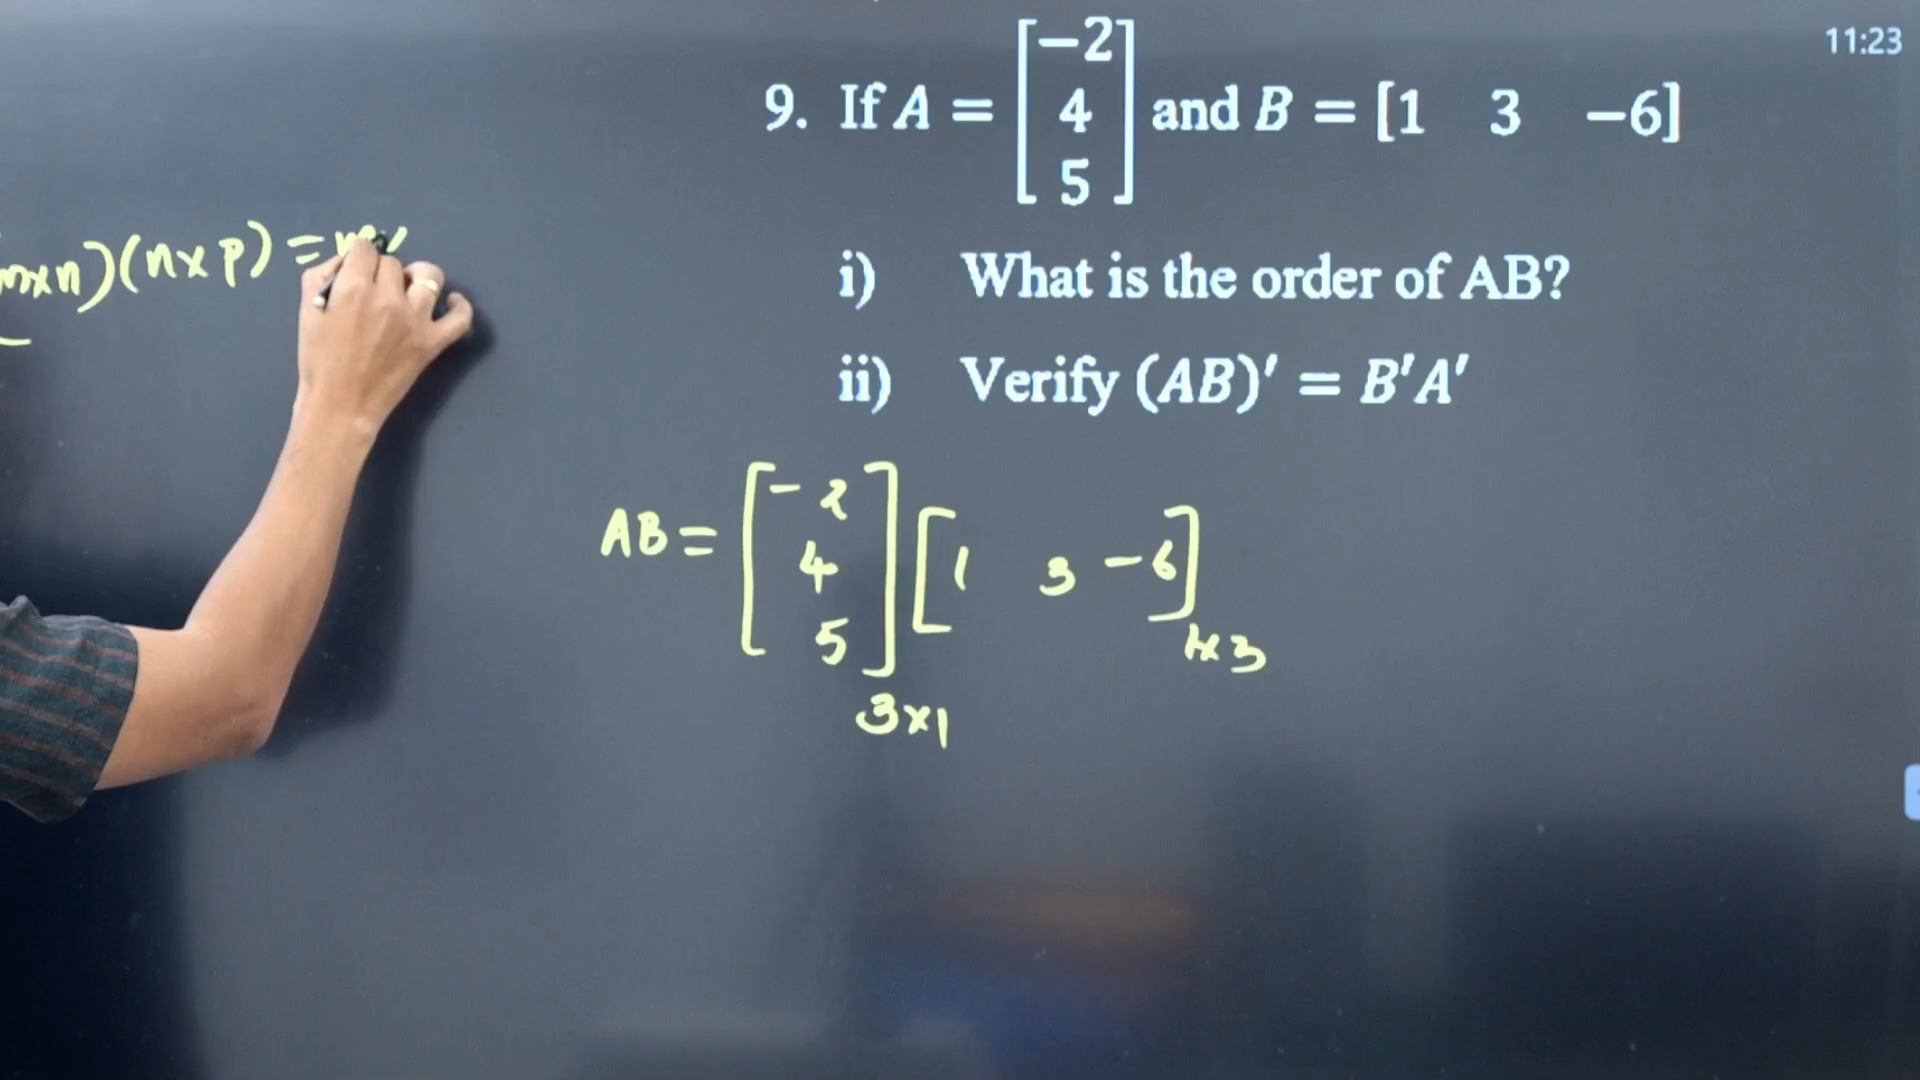 11:23
9. If A = [−2 4 5] and B = [1 3 −6]
i) What is the order of AB?
ii) Verify (AB)′ = B′A′
m×n)(n×p) =
AB = [-2 4 5] [1 3 -6]
3×1 1×3